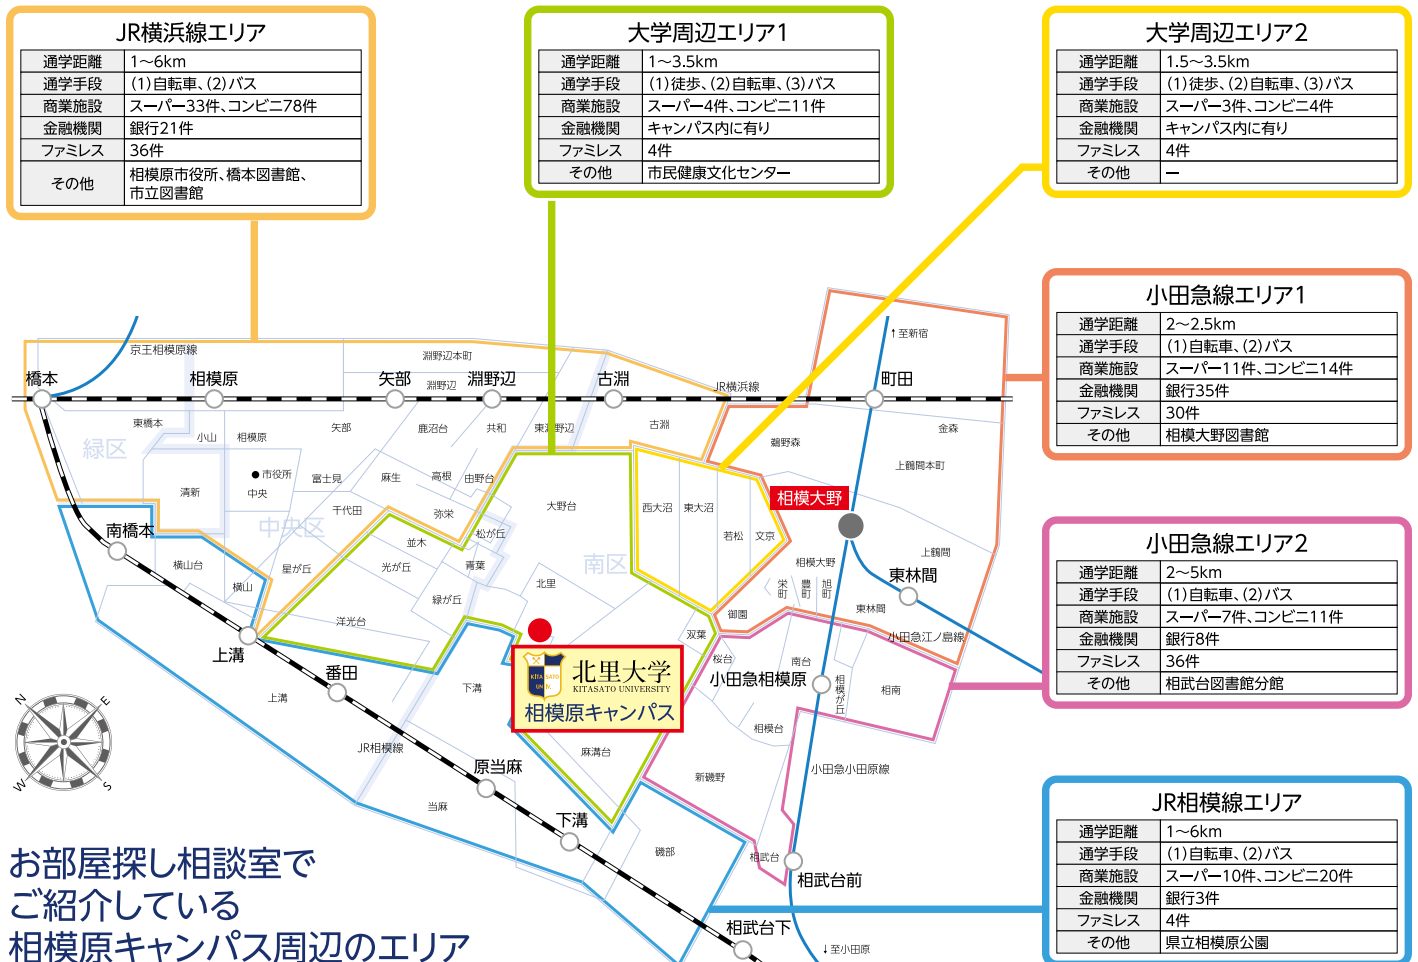 JR横浜線エリア
通学距離 1〜6km
通学手段 (1)自転車、(2)バス
商業施設 スーパー33件、コンビニ78件
金融機関 銀行21件
ファミレス 36件
その他 相模原市役所、橋本図書館、
市立図書館
大学周辺エリア1
通学距離 1〜3.5km
通学手段 (1)徒歩、(2)自転車、(3)バス
商業施設 スーパー4件、コンビニ11件
金融機関 キャンパス内に有り
ファミレス 4件
その他 市民健康文化センター
大学周辺エリア2
通学距離 1.5〜3.5km
通学手段 (1)徒歩、(2)自転車、(3)バス
商業施設 スーパー3件、コンビニ4件
金融機関 キャンパス内に有り
ファミレス 4件
その他 ー
小田急線エリア1
通学距離 2〜2.5km
通学手段 (1)自転車、(2)バス
商業施設 スーパー11件、コンビニ14件
金融機関 銀行35件
ファミレス 30件
その他 相模大野図書館
小田急線エリア2
通学距離 2〜5km
通学手段 (1)自転車、(2)バス
商業施設 スーパー7件、コンビニ11件
金融機関 銀行8件
ファミレス 36件
その他 相武台図書館分館
JR相模線エリア
通学距離 1〜6km
通学手段 (1)自転車、(2)バス
商業施設 スーパー10件、コンビニ20件
金融機関 銀行3件
ファミレス 4件
その他 県立相模原公園
↑至新宿
京王相模原線
淵野辺本町
橋本
相模原
矢部
淵野辺
淵野辺
古淵
JR横浜線
町田
東橋本
小山
相模原
矢部
鹿沼台
共和
東淵野辺
古淵
鵜野森
金森
緑区
市役所
中央
富士見
麻生
高根
由野台
上鶴間本町
清新
相模大野
中央区
千代田
弥栄
大野台
西大沼
東大沼
南橋本
並木
松が丘
若松
文京
横山台
星が丘
光が丘
青葉
南区
相模大野
上鶴間
横山
緑が丘
北里
栄町
豊町
旭町
東林間
東林間
洋光台
御園
双葉
小田急江ノ島線
上溝
番田
下溝
北里大学
KITASATO UNIVERSITY
KITASATO
UNIV.
相模原キャンパス
桜台
南台
小田急相模原
相模が丘
相南
上溝
相模台
JR相模線
麻溝台
原当麻
新磯野
小田急小田原線
当麻
下溝
磯部
相武台
相武台前
相武台下
↓至小田原
N
E
W
S
お部屋探し相談室で
ご紹介している
相模原キャンパス周辺のエリア